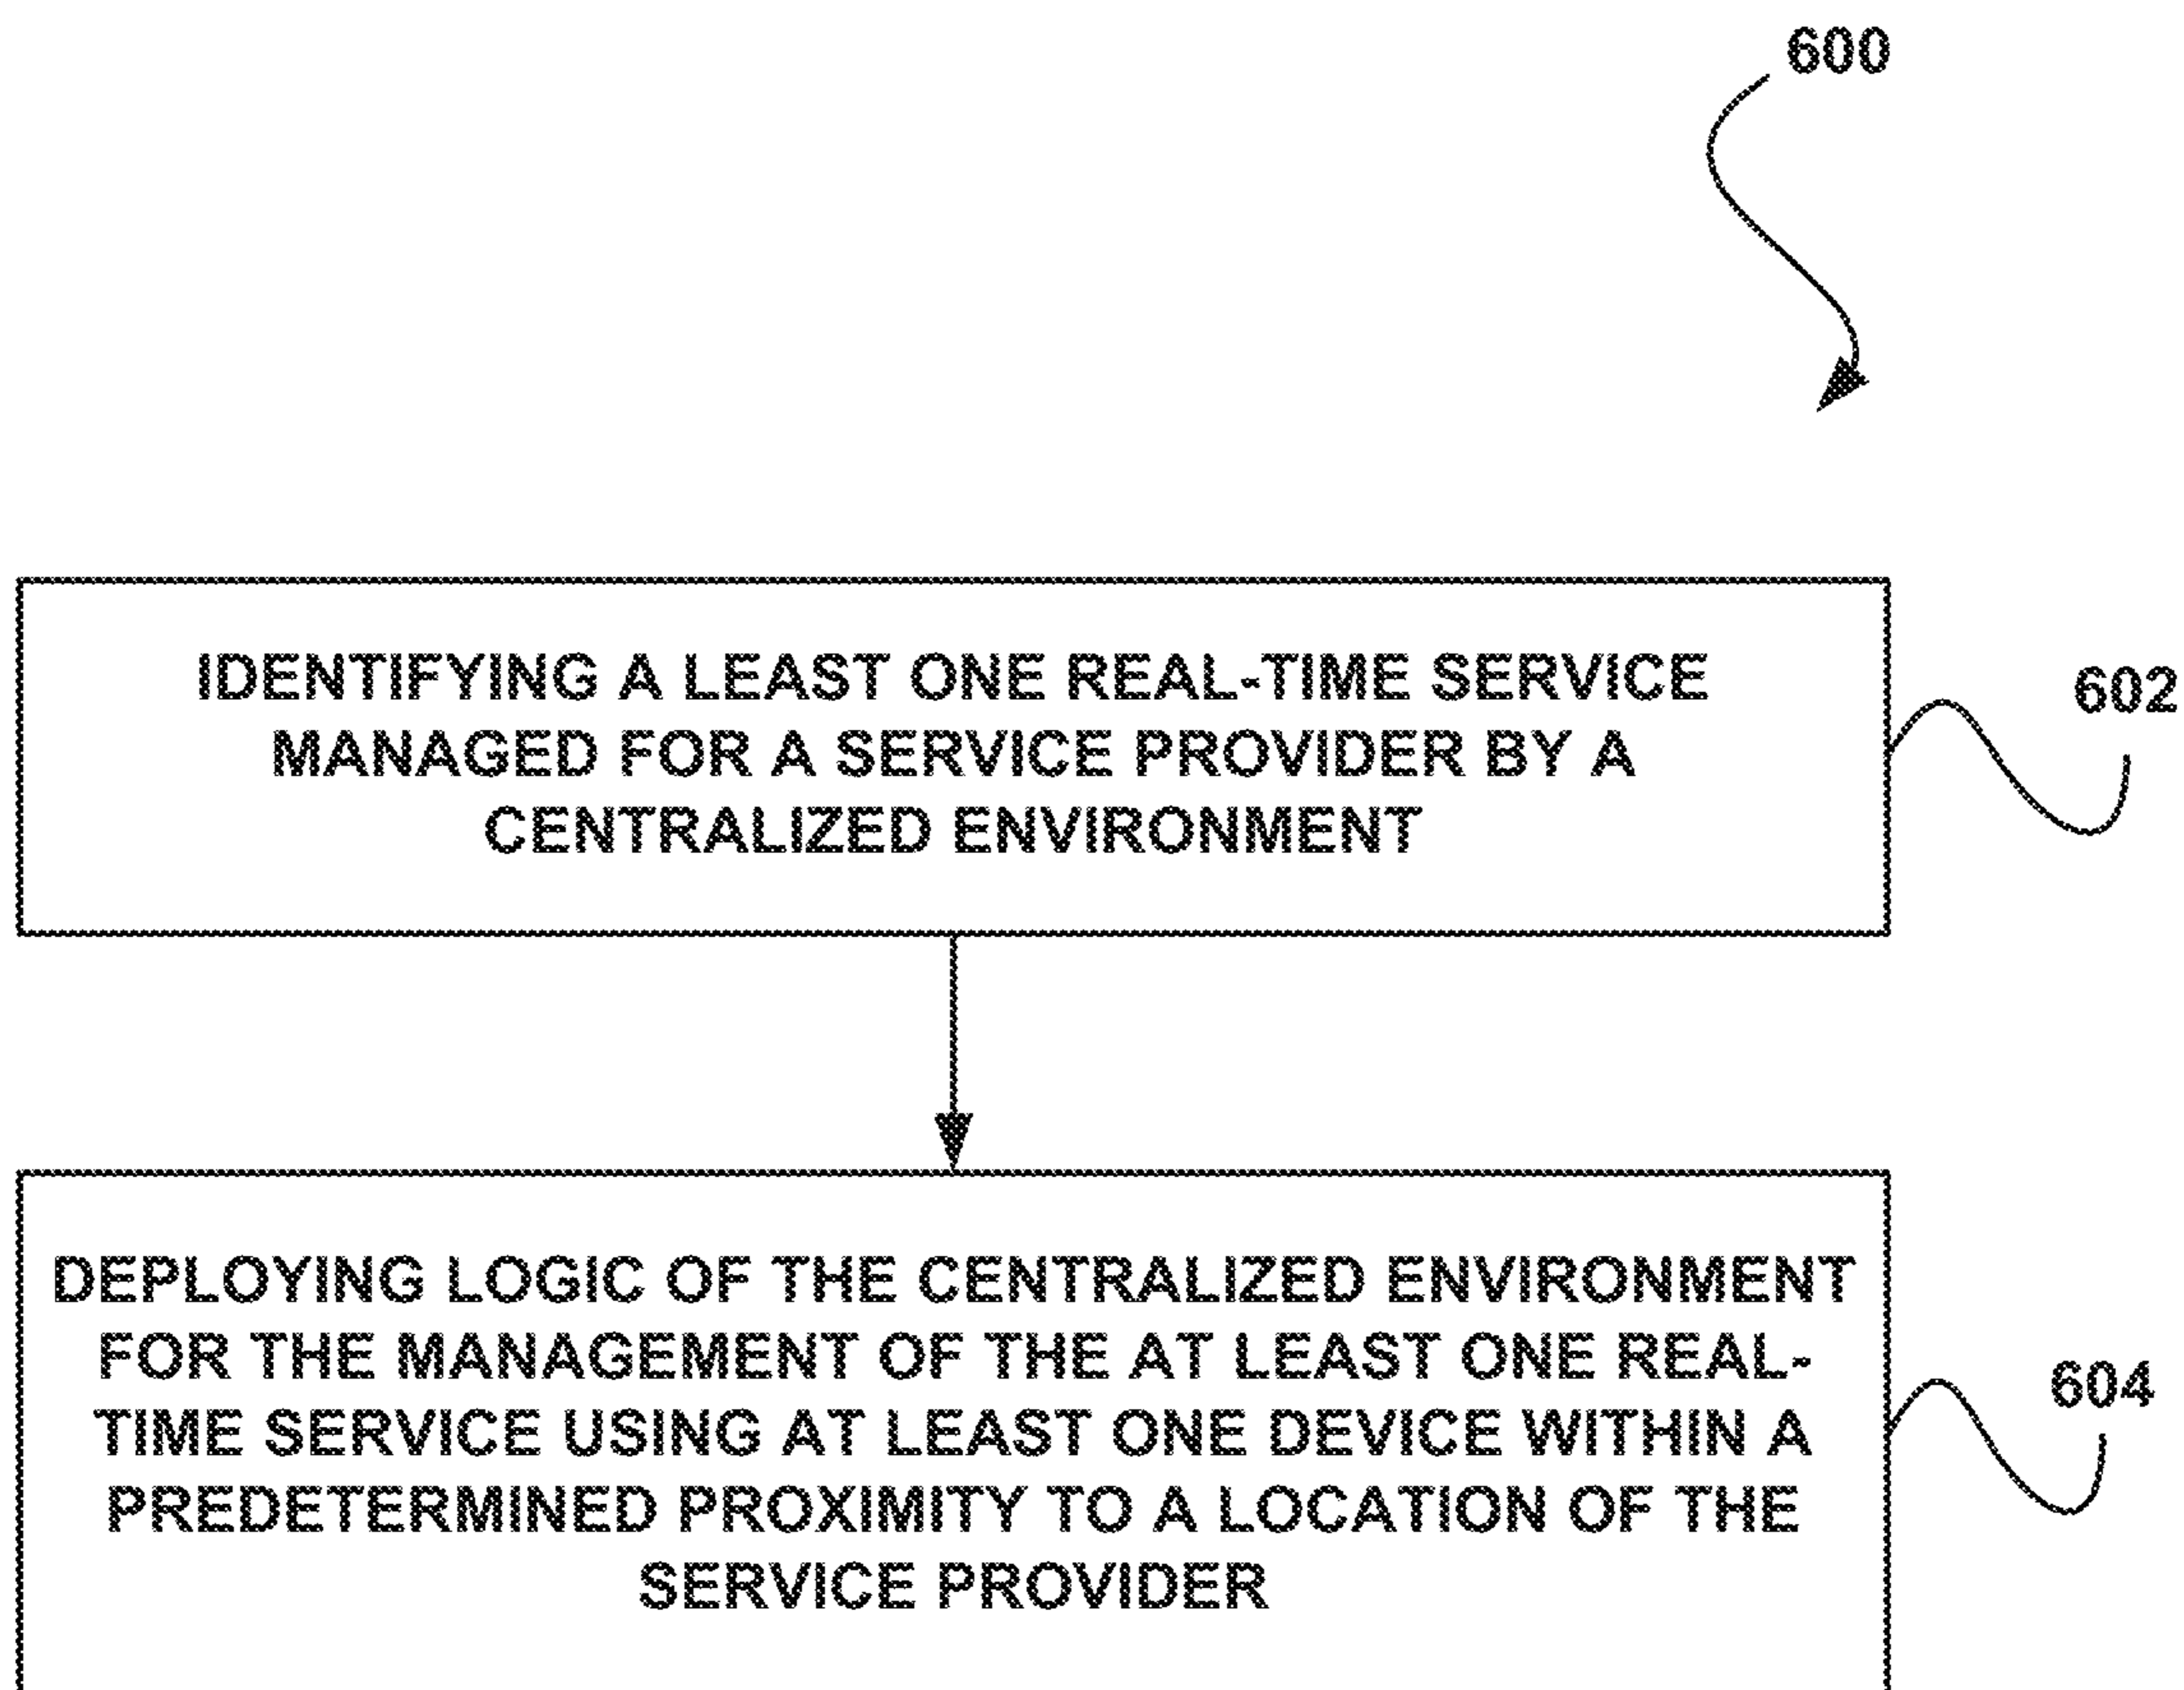 600
IDENTIFYING A LEAST ONE REAL-TIME SERVICE
MANAGED FOR A SERVICE PROVIDER BY A
CENTRALIZED ENVIRONMENT
602
DEPLOYING LOGIC OF THE CENTRALIZED ENVIRONMENT
FOR THE MANAGEMENT OF THE AT LEAST ONE REAL-
TIME SERVICE USING AT LEAST ONE DEVICE WITHIN A
PREDETERMINED PROXIMITY TO A LOCATION OF THE
SERVICE PROVIDER
604